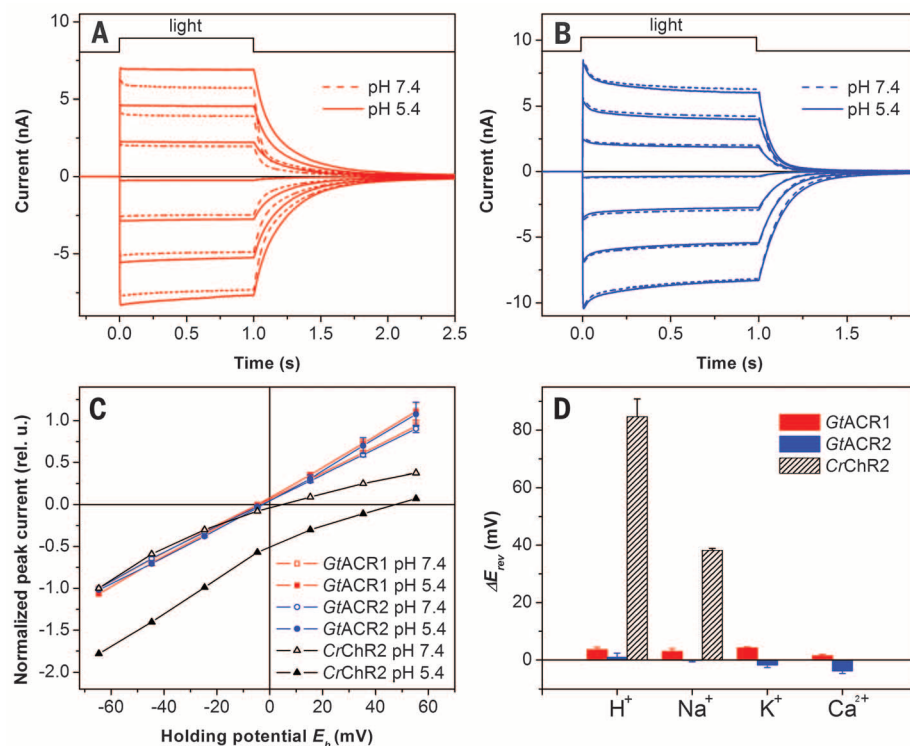 A
light
pH 7.4
pH 5.4
Current (nA)
10
5
0
-5
0.0
0.5
1.0
1.5
2.0
2.5
Time (s)
B
light
pH 7.4
pH 5.4
Current (nA)
10
5
0
-5
-10
0.0
0.5
1.0
1.5
Time (s)
C
Normalized peak current (rel. u.)
1.0
0.5
0.0
-0.5
-1.0
-1.5
-2.0
GtACR1 pH 7.4
GtACR1 pH 5.4
GtACR2 pH 7.4
GtACR2 pH 5.4
CrChR2 pH 7.4
CrChR2 pH 5.4
-60
-40
-20
0
20
40
60
Holding potential Eh (mV)
D
GtACR1
GtACR2
CrChR2
ΔErev (mV)
80
60
40
20
0
H+
Na+
K+
Ca2+